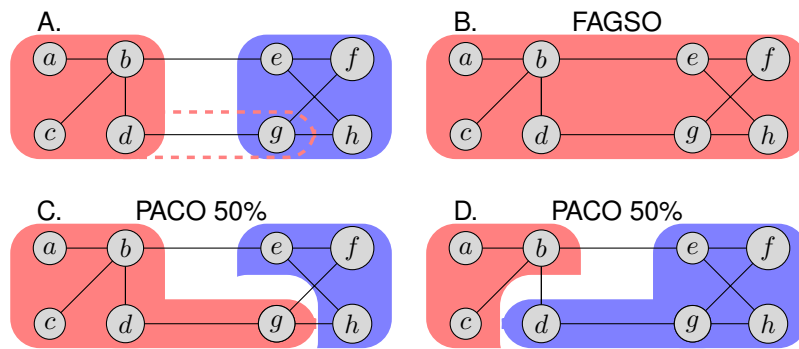 A.
a b e f
c d g h
B. FAGSO
a b e f
c d g h
C. PACO 50%
a b e f
c d g h
D. PACO 50%
a b e f
c d g h